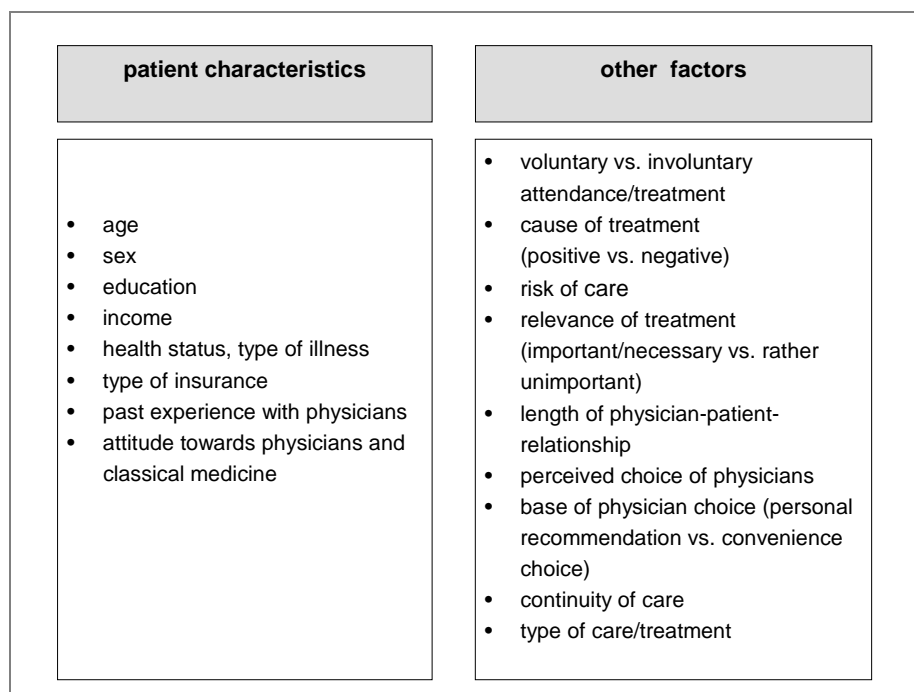 patient characteristics
• age
• sex
• education
• income
• health status, type of illness
• type of insurance
• past experience with physicians
• attitude towards physicians and
classical medicine
other factors
• voluntary vs. involuntary
attendance/treatment
• cause of treatment
(positive vs. negative)
• risk of care
• relevance of treatment
(important/necessary vs. rather
unimportant)
• length of physician-patient-
relationship
• perceived choice of physicians
• base of physician choice (personal
recommendation vs. convenience
choice)
• continuity of care
• type of care/treatment